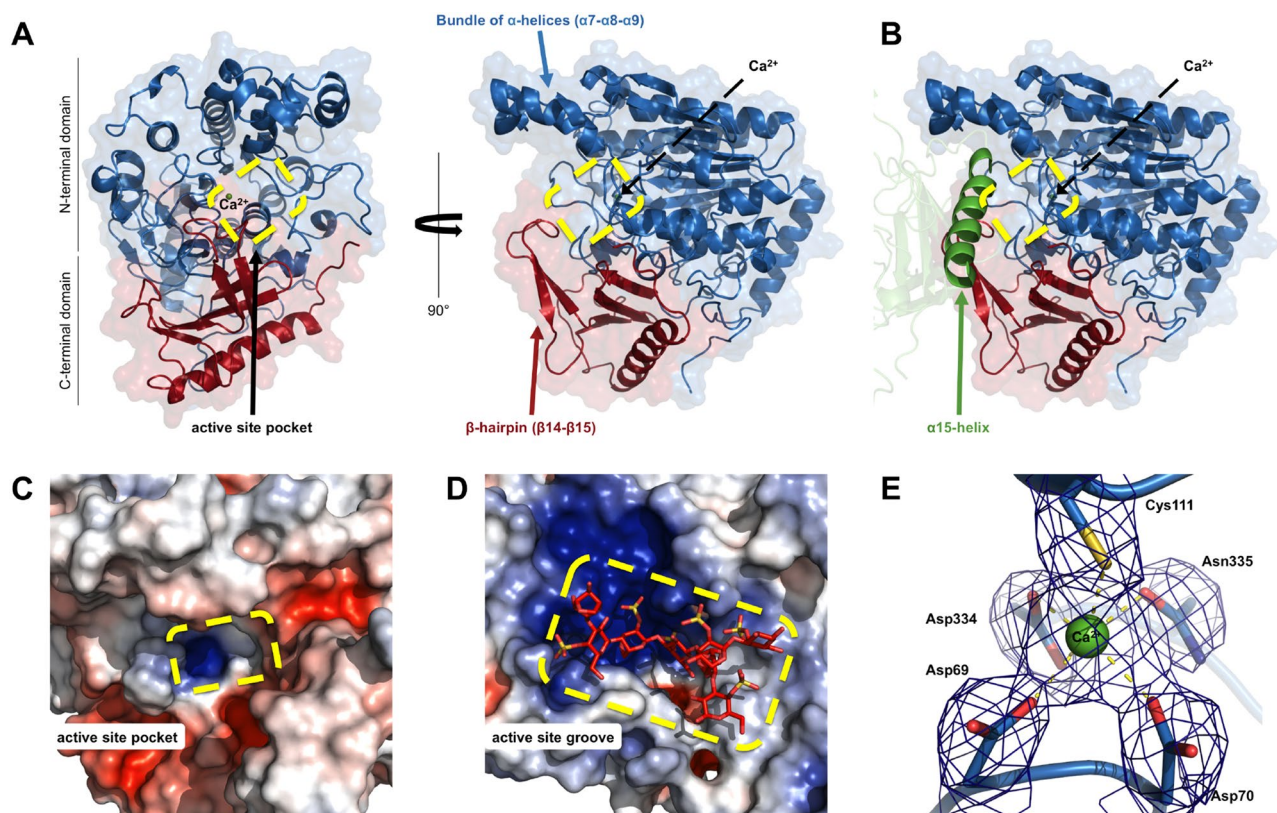 A
Bundle of α-helices (α7-α8-α9)
Ca²⁺
B
Ca²⁺
N-terminal domain
C-terminal domain
Ca²⁺
90°
active site pocket
β-hairpin (β14-β15)
α15-helix
C
active site pocket
D
active site groove
E
Cys111
Asn335
Asp334
Ca²⁺
Asp69
Asp70